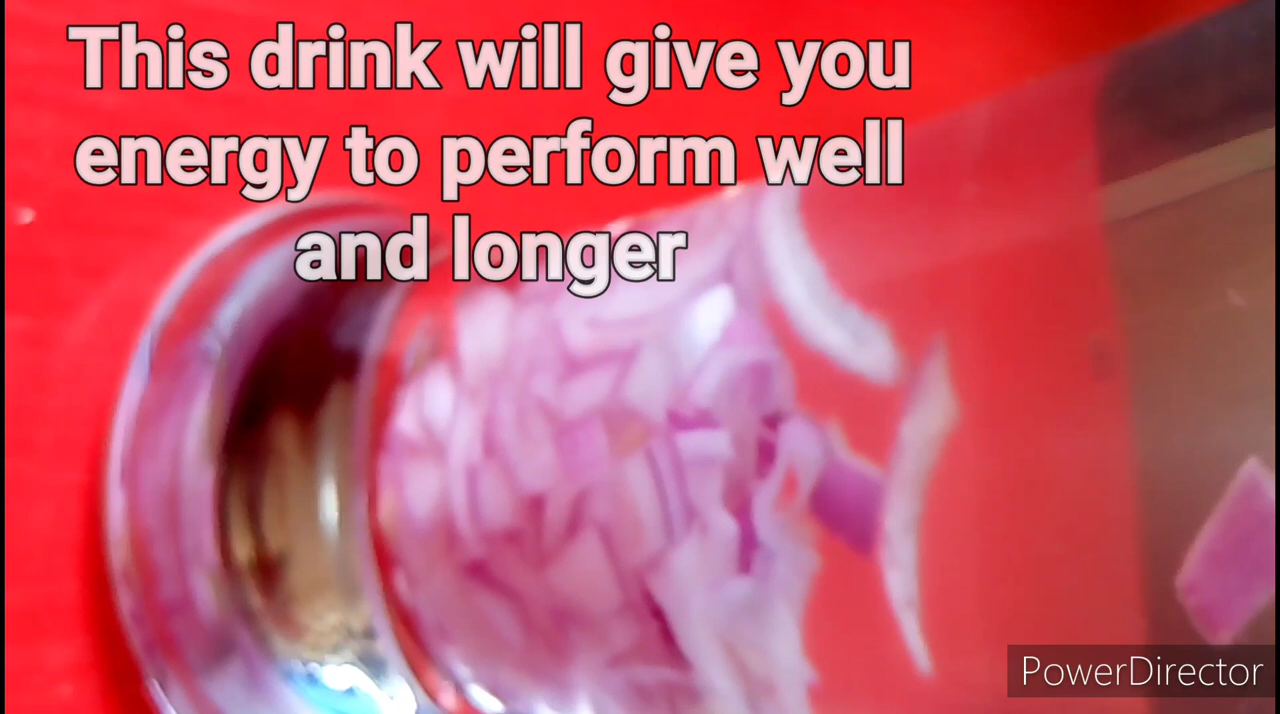 This drink will give you
energy to perform well
and longer
PowerDirector